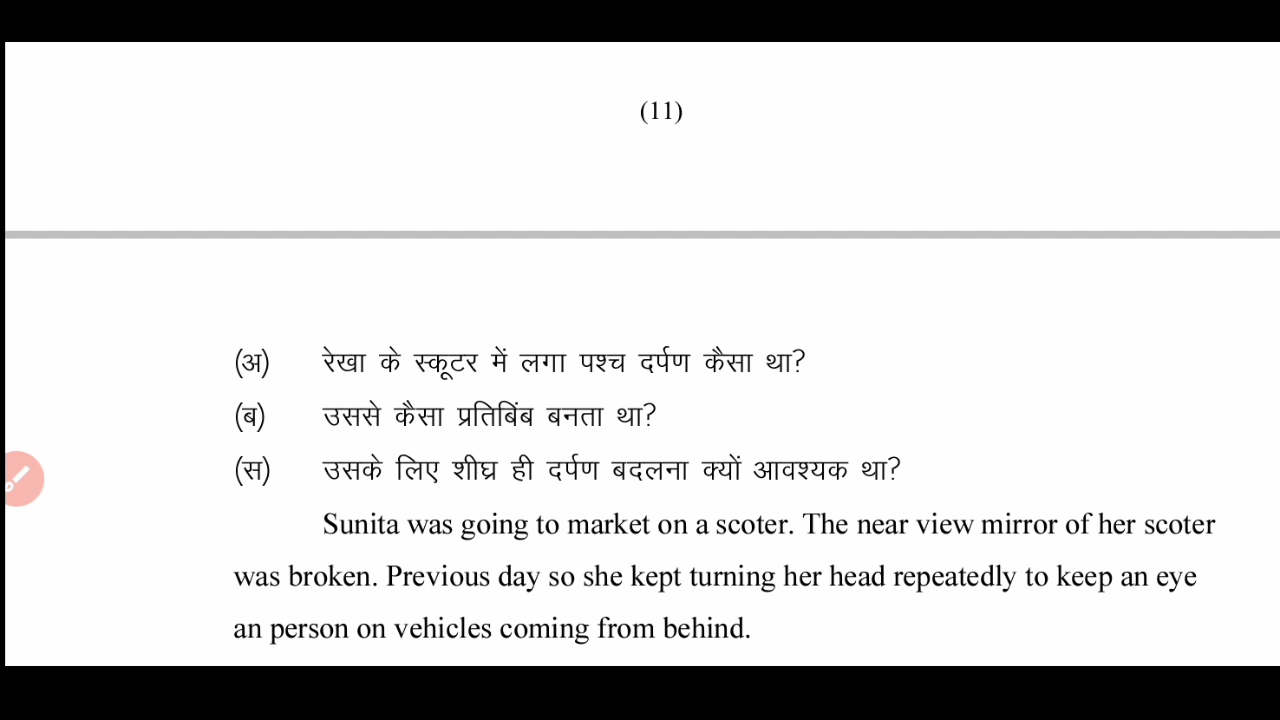 (11)
(अ) रेखा के स्कूटर में लगा पश्च दर्पण कैसा था?
(ब) उससे कैसा प्रतिबिंब बनता था?
(स) उसके लिए शीघ्र ही दर्पण बदलना क्यों आवश्यक था?
Sunita was going to market on a scoter. The near view mirror of her scoter
was broken. Previous day so she kept turning her head repeatedly to keep an eye
an person on vehicles coming from behind.